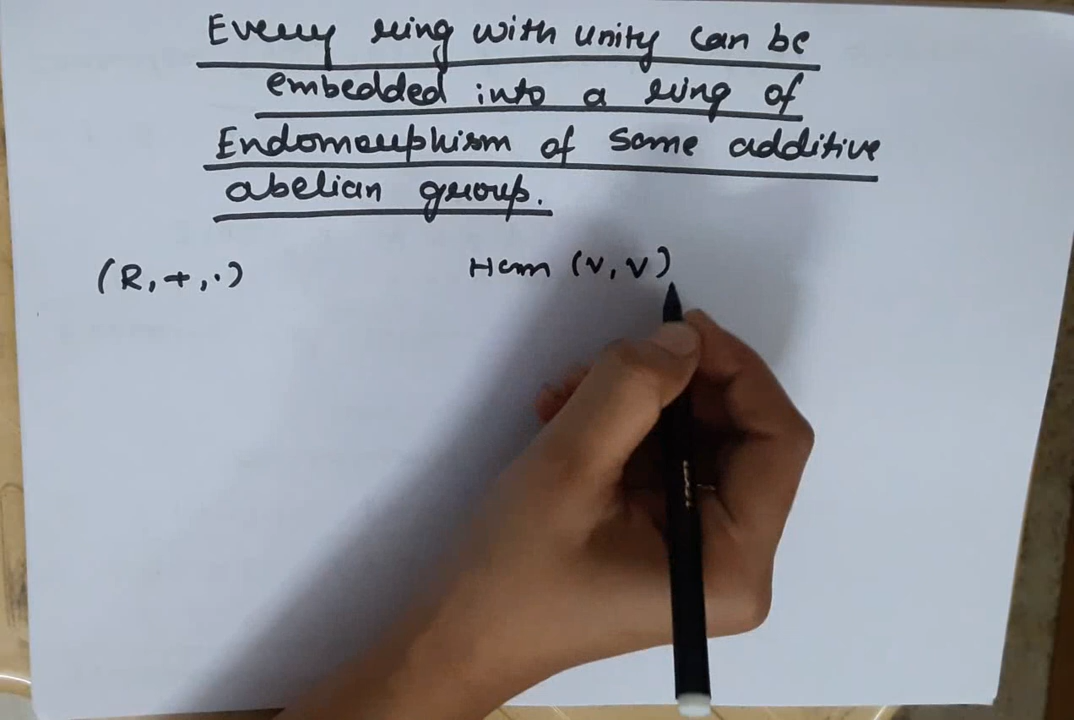 Every ring with unity can be
embedded into a ring of
Endomorphism of some additive
abelian group.
(R, +, ·) Hom (V, V)